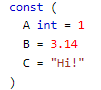 const (
  A int = 1
  B = 3.14
  C = "Hi!"
)